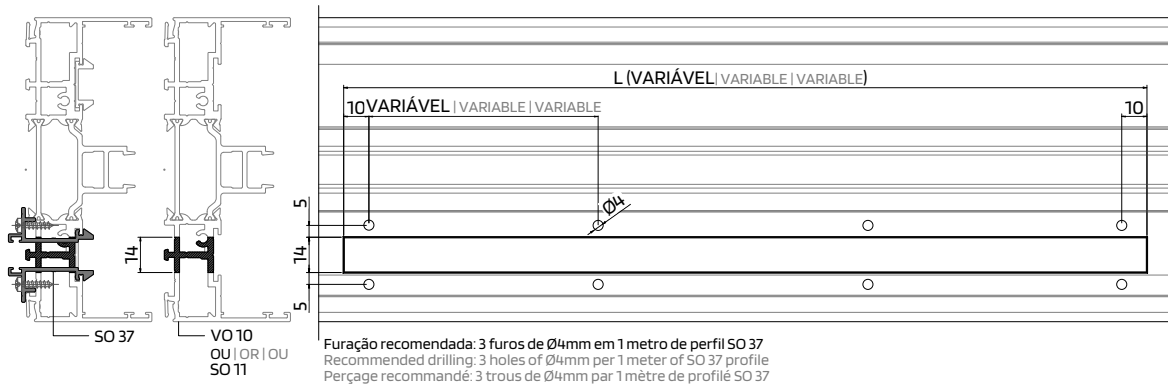 L (VARIÁVEL| VARIABLE | VARIABLE)
10 VARIÁVEL | VARIABLE | VARIABLE
10
5
Ø4
14
14
5
SO 37
VO 10
OU | OR | OU
SO 11
Furação recomendada: 3 furos de Ø4mm em 1 metro de perfil SO 37
Recommended drilling: 3 holes of Ø4mm per 1 meter of SO 37 profile
Perçage recommandé: 3 trous de Ø4mm par 1 mètre de profilé SO 37